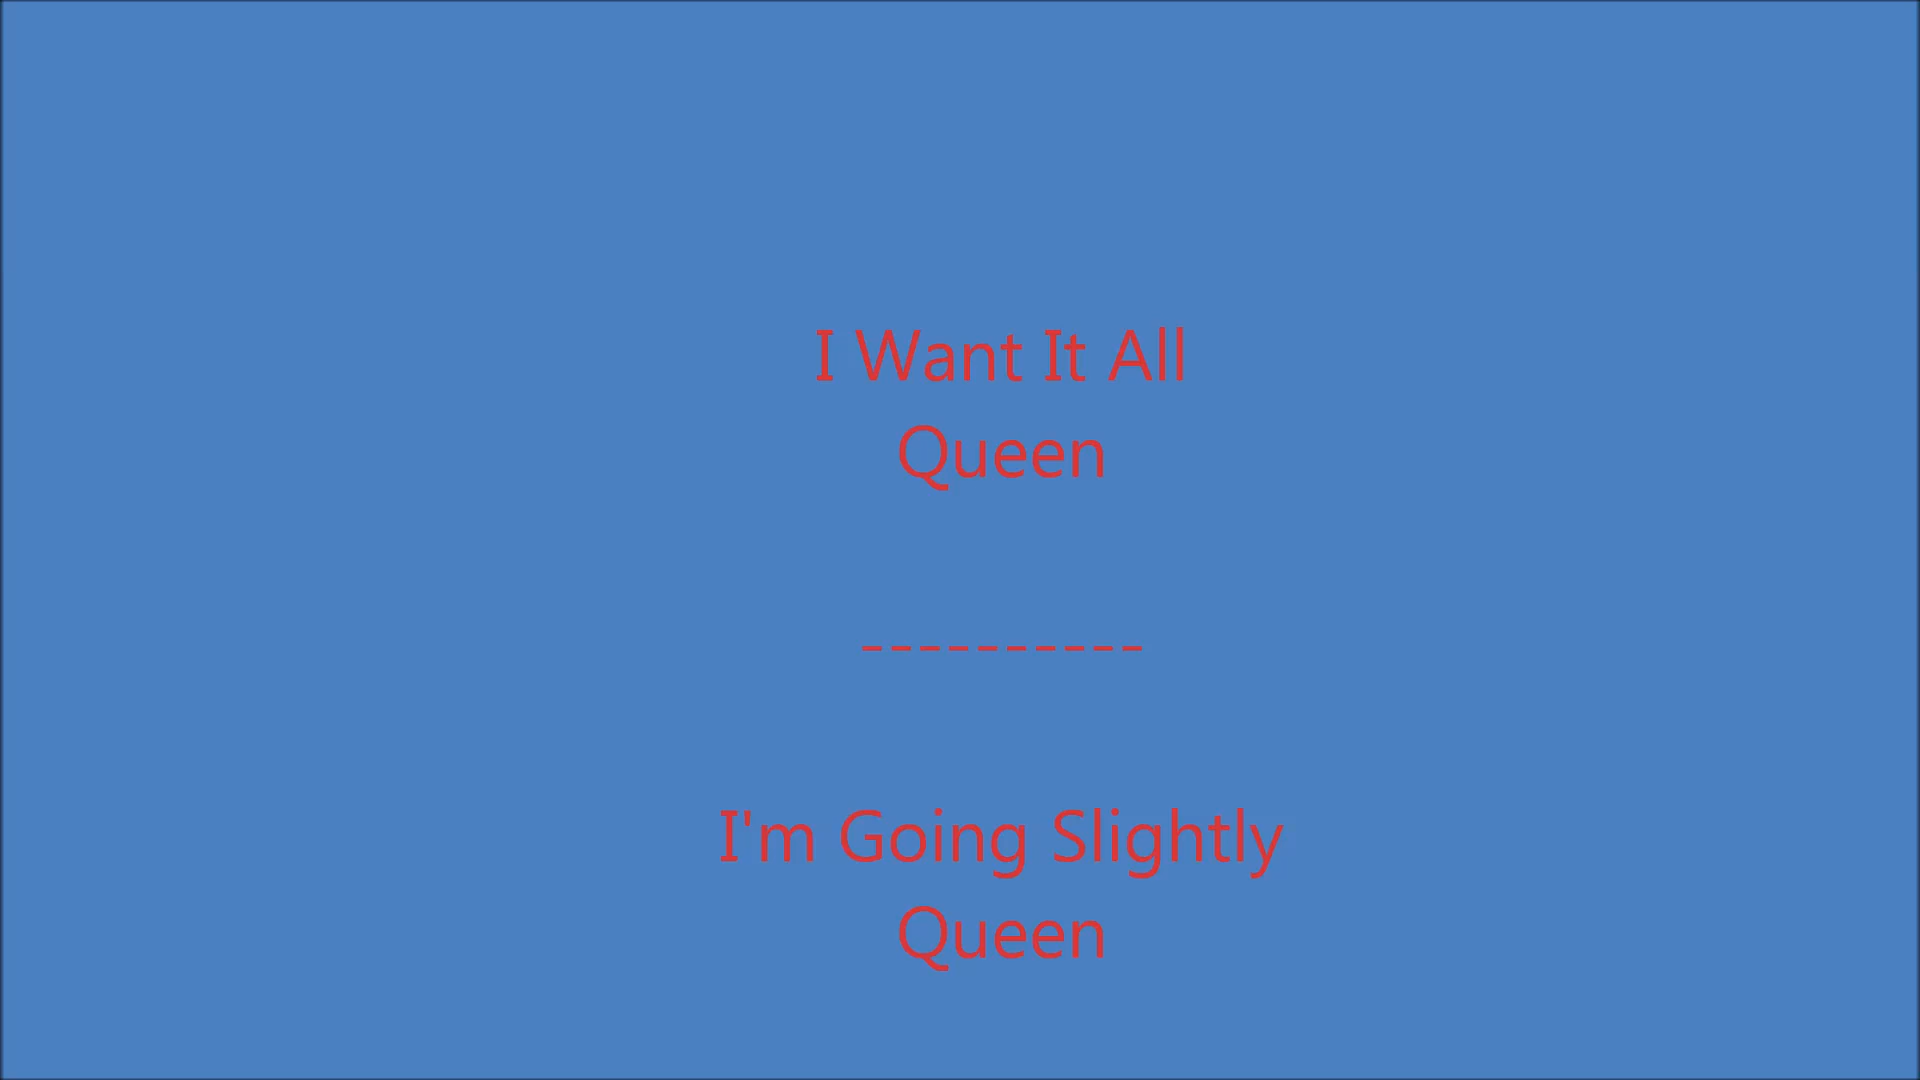 I Want It All
Queen
----------
I'm Going Slightly
Queen